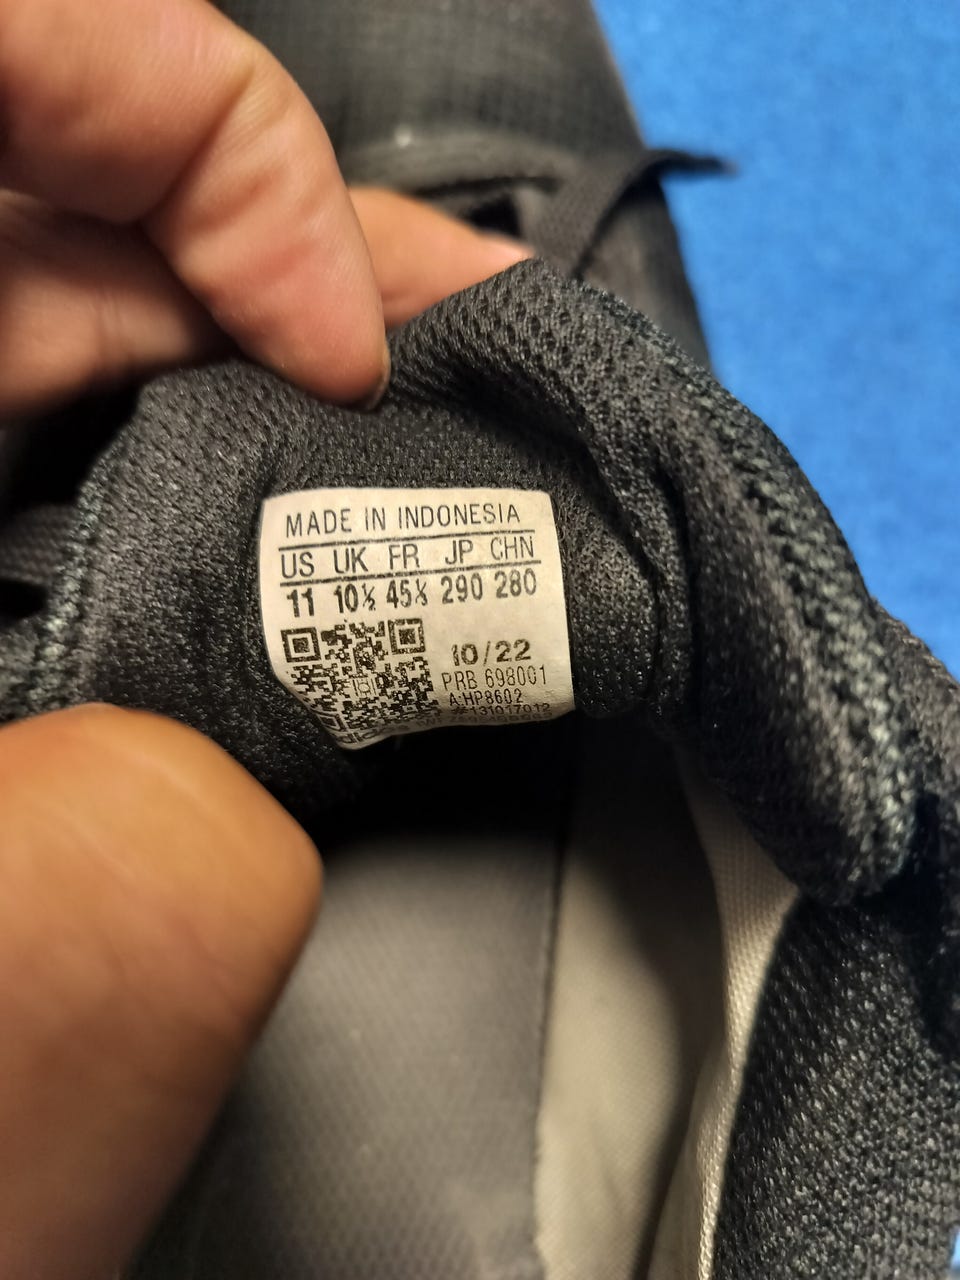 MADE IN INDONESIA
US UK FR JP CHN
11 10½ 45⅓ 290 280
10/22
PRB 698001
A:HP8602
#131017012